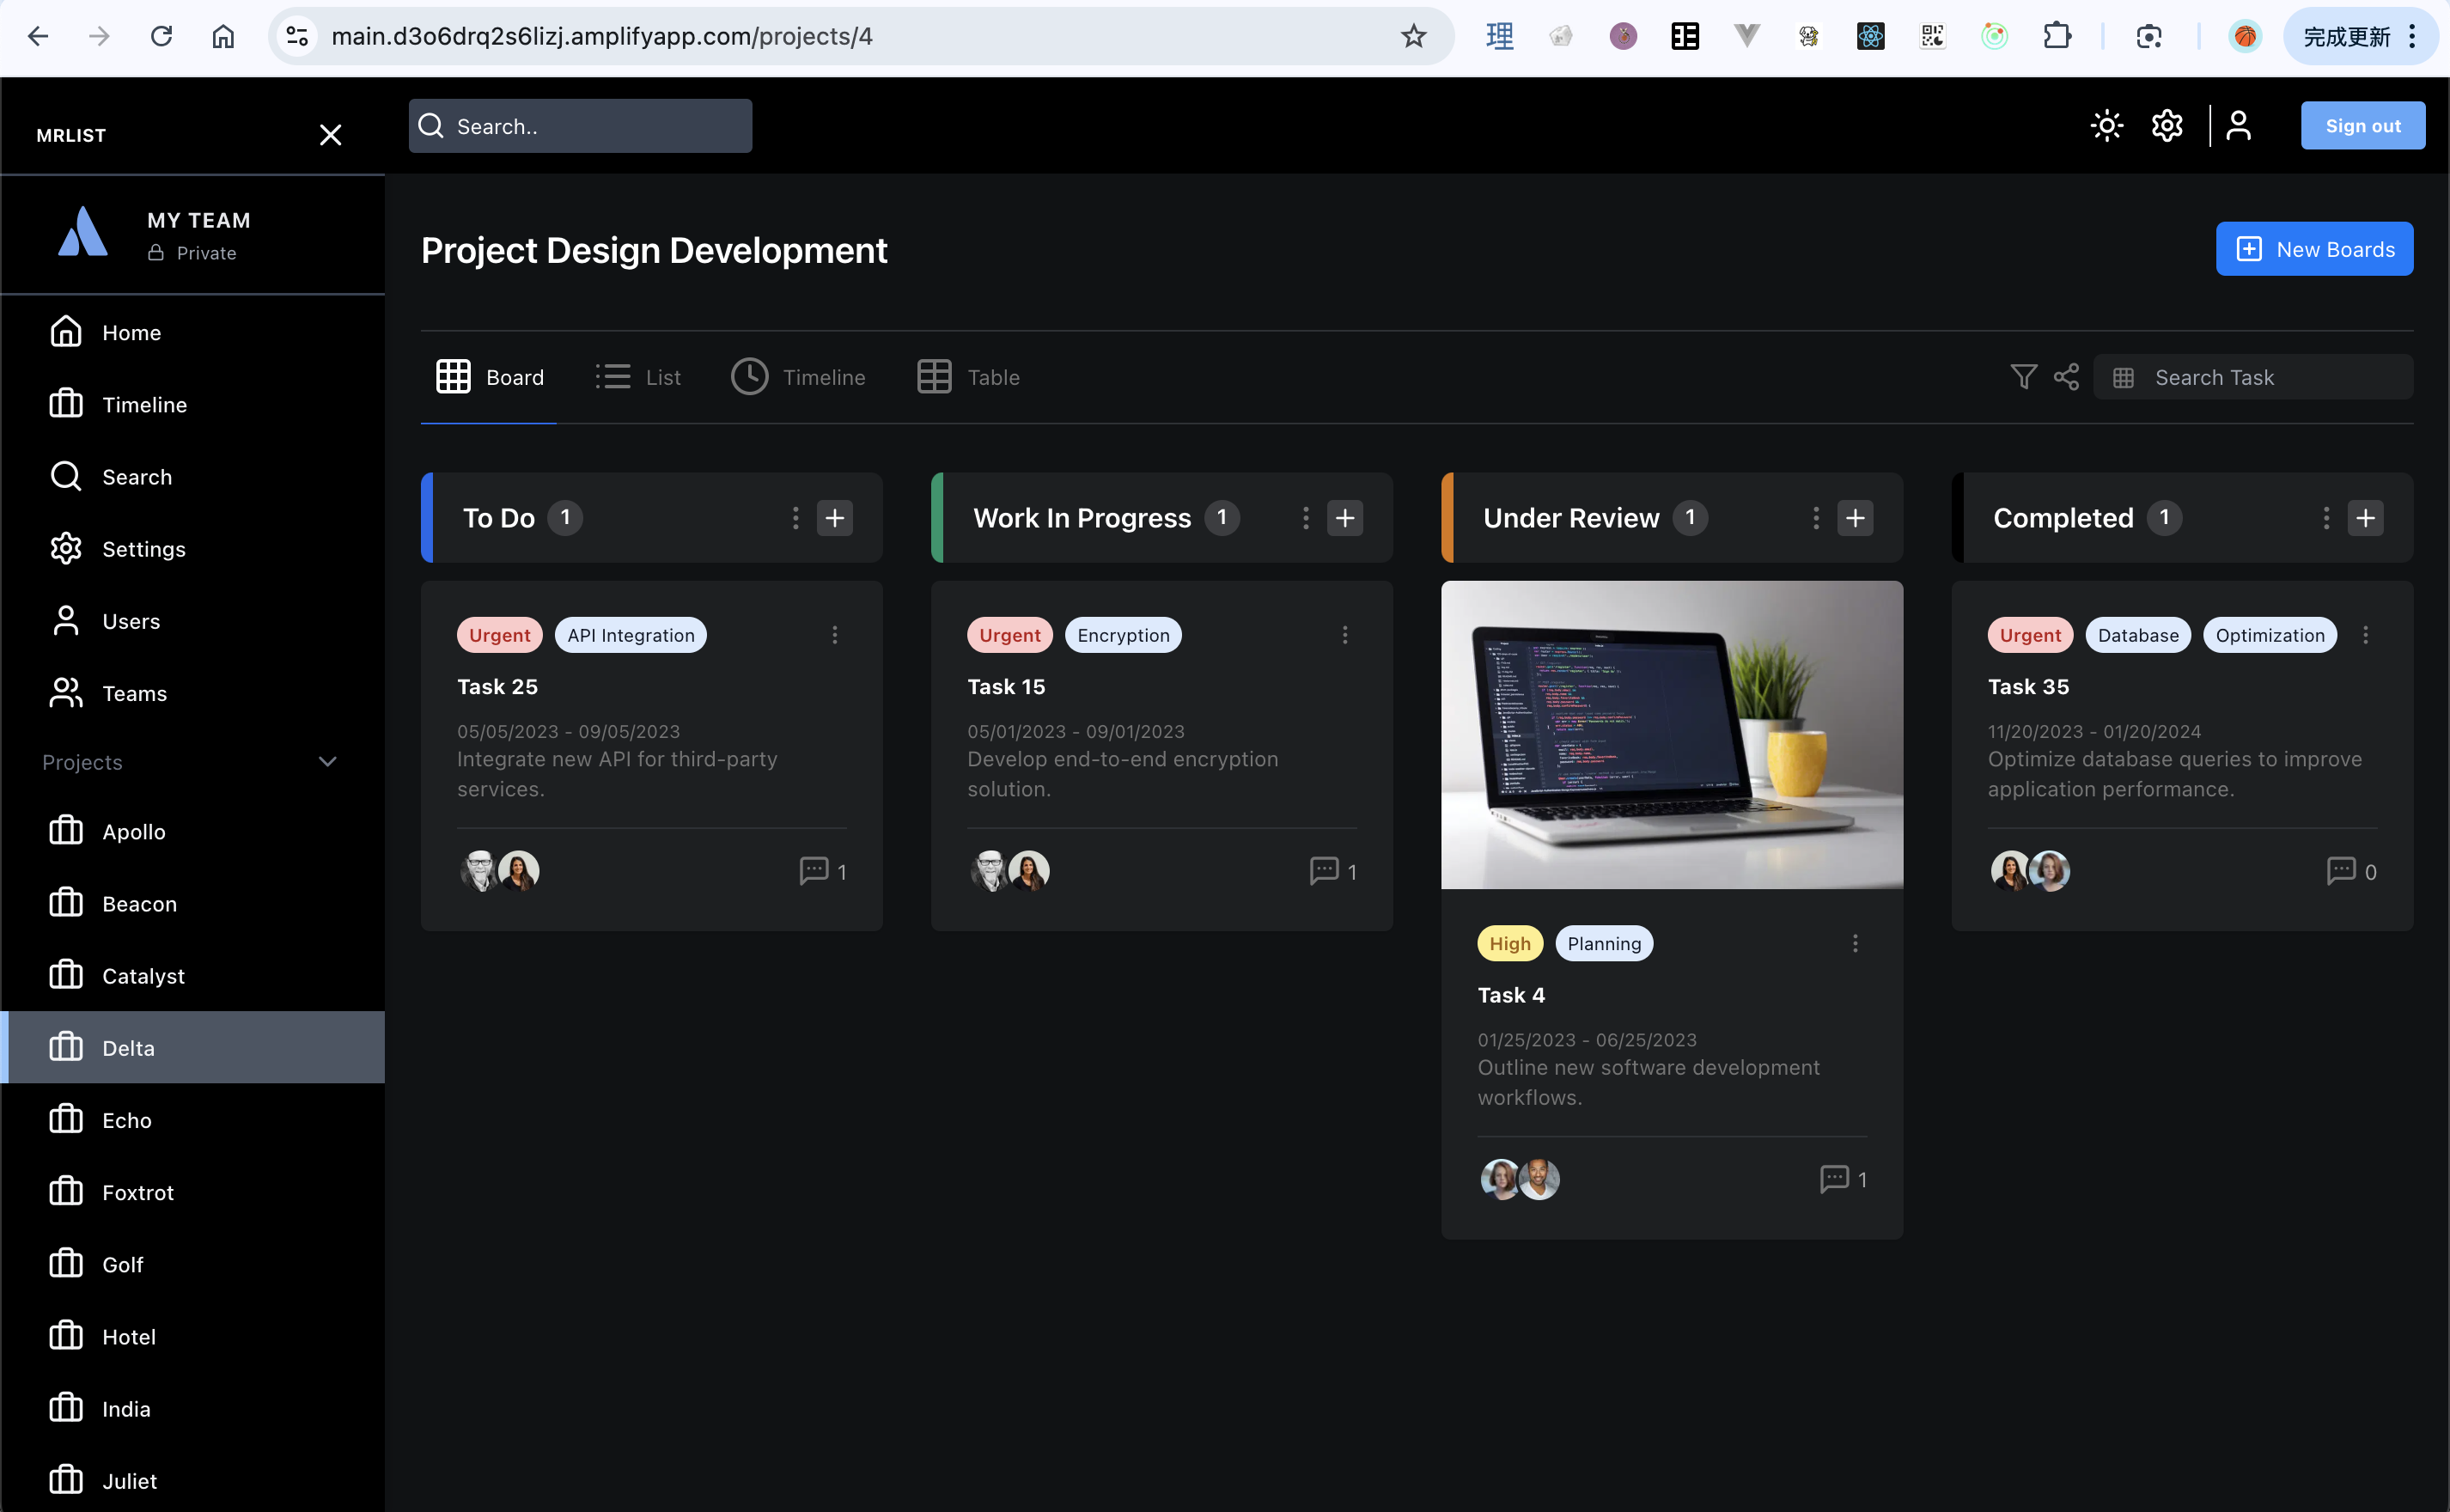 main.d3o6drq2s6lizj.amplifyapp.com/projects/4
理
完成更新
MRLIST
Search..
Sign out
MY TEAM
Private
Home
Timeline
Search
Settings
Users
Teams
Projects
Apollo
Beacon
Catalyst
Delta
Echo
Foxtrot
Golf
Hotel
India
Juliet
Project Design Development
New Boards
Board
List
Timeline
Table
Search Task
To Do 1
Urgent API Integration
Task 25
05/05/2023 - 09/05/2023
Integrate new API for third-party
services.
1
Work In Progress 1
Urgent Encryption
Task 15
05/01/2023 - 09/01/2023
Develop end-to-end encryption
solution.
1
Under Review 1
High Planning
Task 4
01/25/2023 - 06/25/2023
Outline new software development
workflows.
1
Completed 1
Urgent Database Optimization
Task 35
11/20/2023 - 01/20/2024
Optimize database queries to improve
application performance.
0